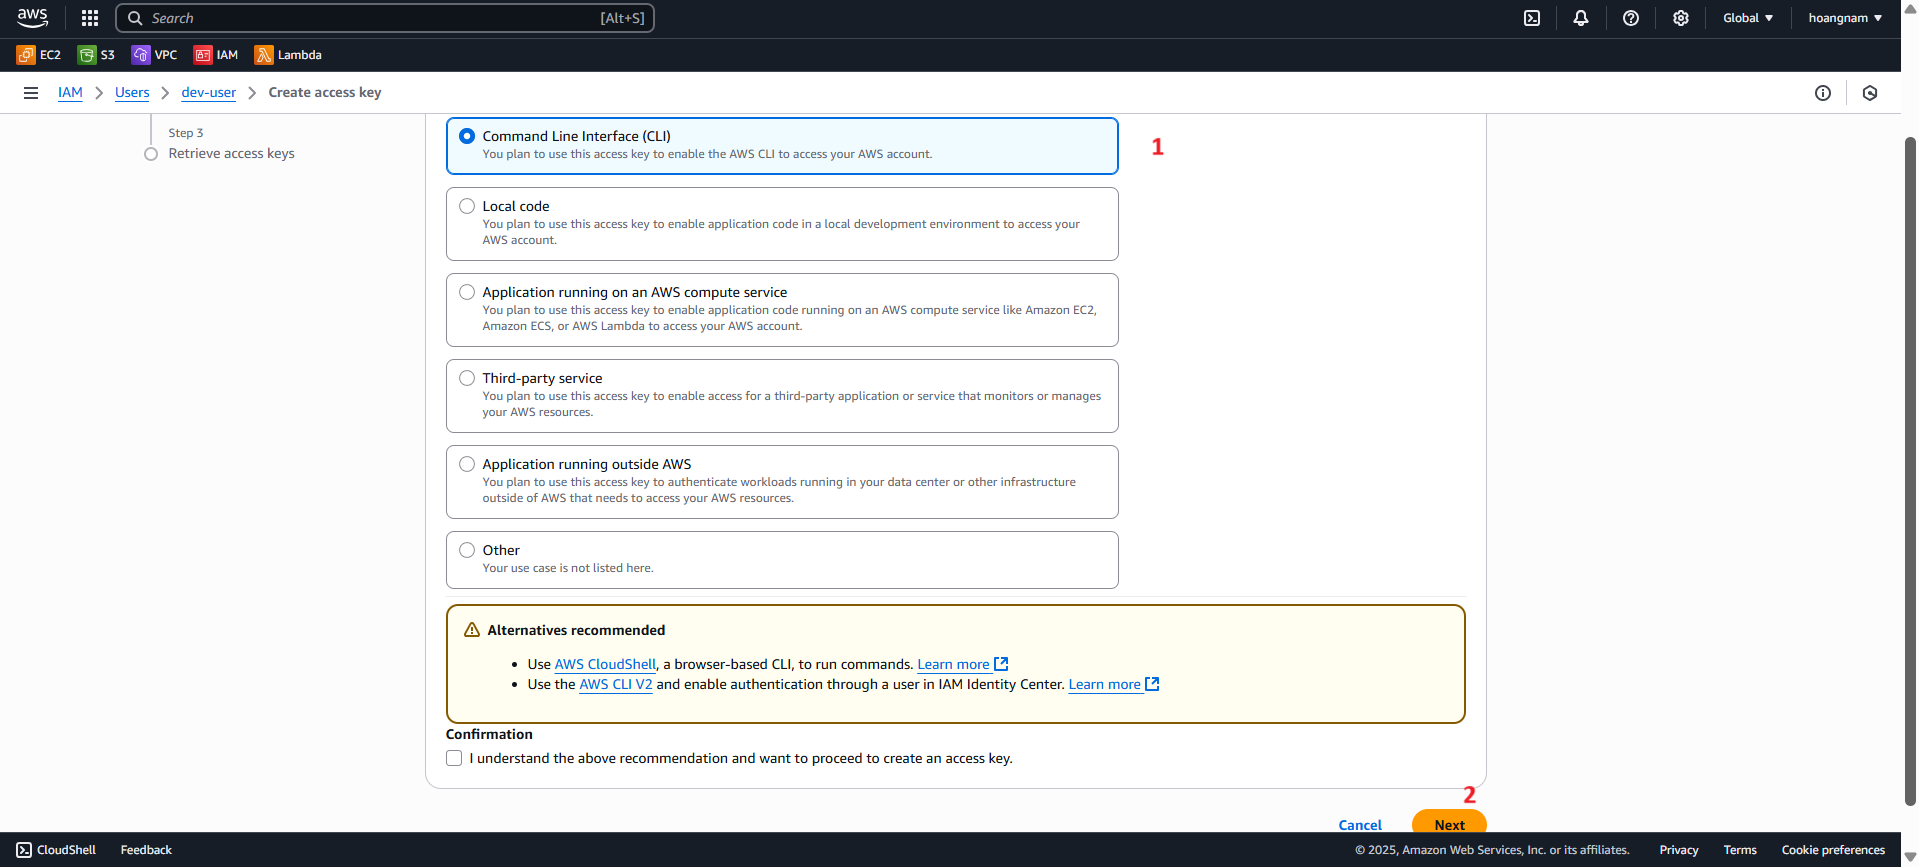 aws
Search
[Alt+S]
Global
hoangnam
EC2
S3
VPC
IAM
Lambda
IAM
Users
dev-user
Create access key
Step 3
Retrieve access keys
Command Line Interface (CLI)
You plan to use this access key to enable the AWS CLI to access your AWS account.
1
Local code
You plan to use this access key to enable application code in a local development environment to access your
AWS account.
Application running on an AWS compute service
You plan to use this access key to enable application code running on an AWS compute service like Amazon EC2,
Amazon ECS, or AWS Lambda to access your AWS account.
Third-party service
You plan to use this access key to enable access for a third-party application or service that monitors or manages
your AWS resources.
Application running outside AWS
You plan to use this access key to authenticate workloads running in your data center or other infrastructure
outside of AWS that needs to access your AWS resources.
Other
Your use case is not listed here.
Alternatives recommended
• Use AWS CloudShell, a browser-based CLI, to run commands. Learn more
• Use the AWS CLI V2 and enable authentication through a user in IAM Identity Center. Learn more
Confirmation
I understand the above recommendation and want to proceed to create an access key.
2
Cancel
Next
CloudShell
Feedback
© 2025, Amazon Web Services, Inc. or its affiliates.
Privacy
Terms
Cookie preferences